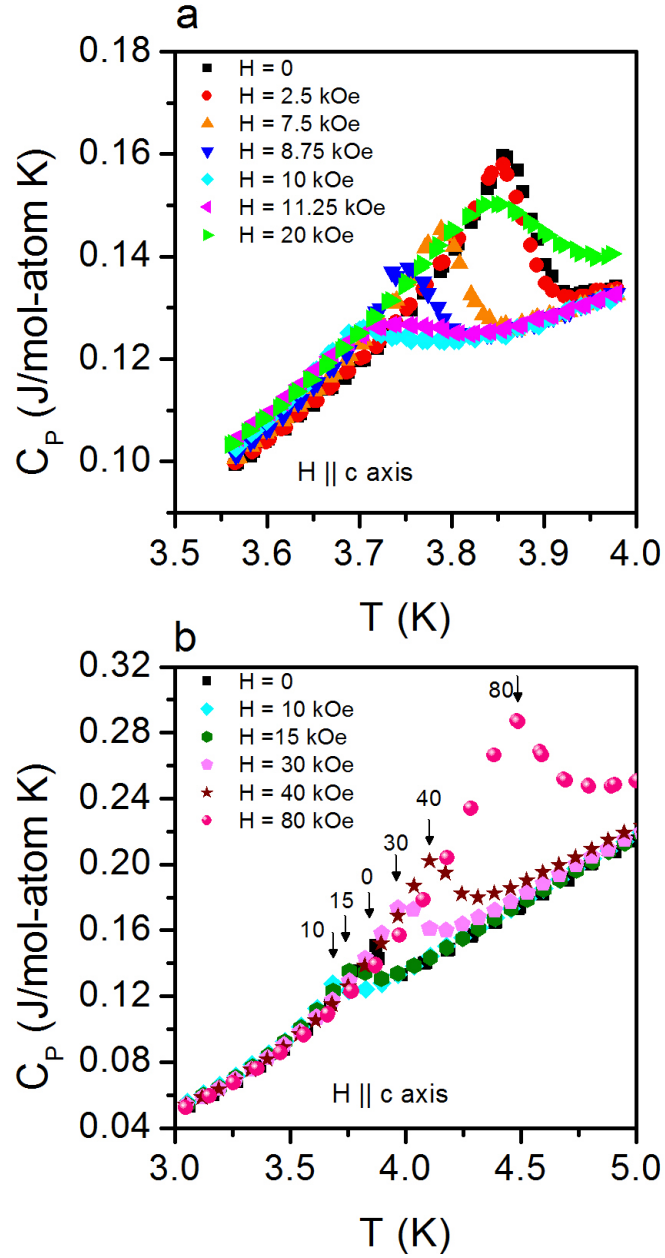 a
0.18
0.16
0.14
0.12
0.10
C_P (J/mol-atom K)
H = 0
H = 2.5 kOe
H = 7.5 kOe
H = 8.75 kOe
H = 10 kOe
H = 11.25 kOe
H = 20 kOe
H || c axis
3.5 3.6 3.7 3.8 3.9 4.0
T (K)
b
0.32
0.28
0.24
0.20
0.16
0.12
0.08
0.04
C_P (J/mol-atom K)
H = 0
H = 10 kOe
H =15 kOe
H = 30 kOe
H = 40 kOe
H = 80 kOe
80
40
30
0
15
10
H || c axis
3.0 3.5 4.0 4.5 5.0
T (K)